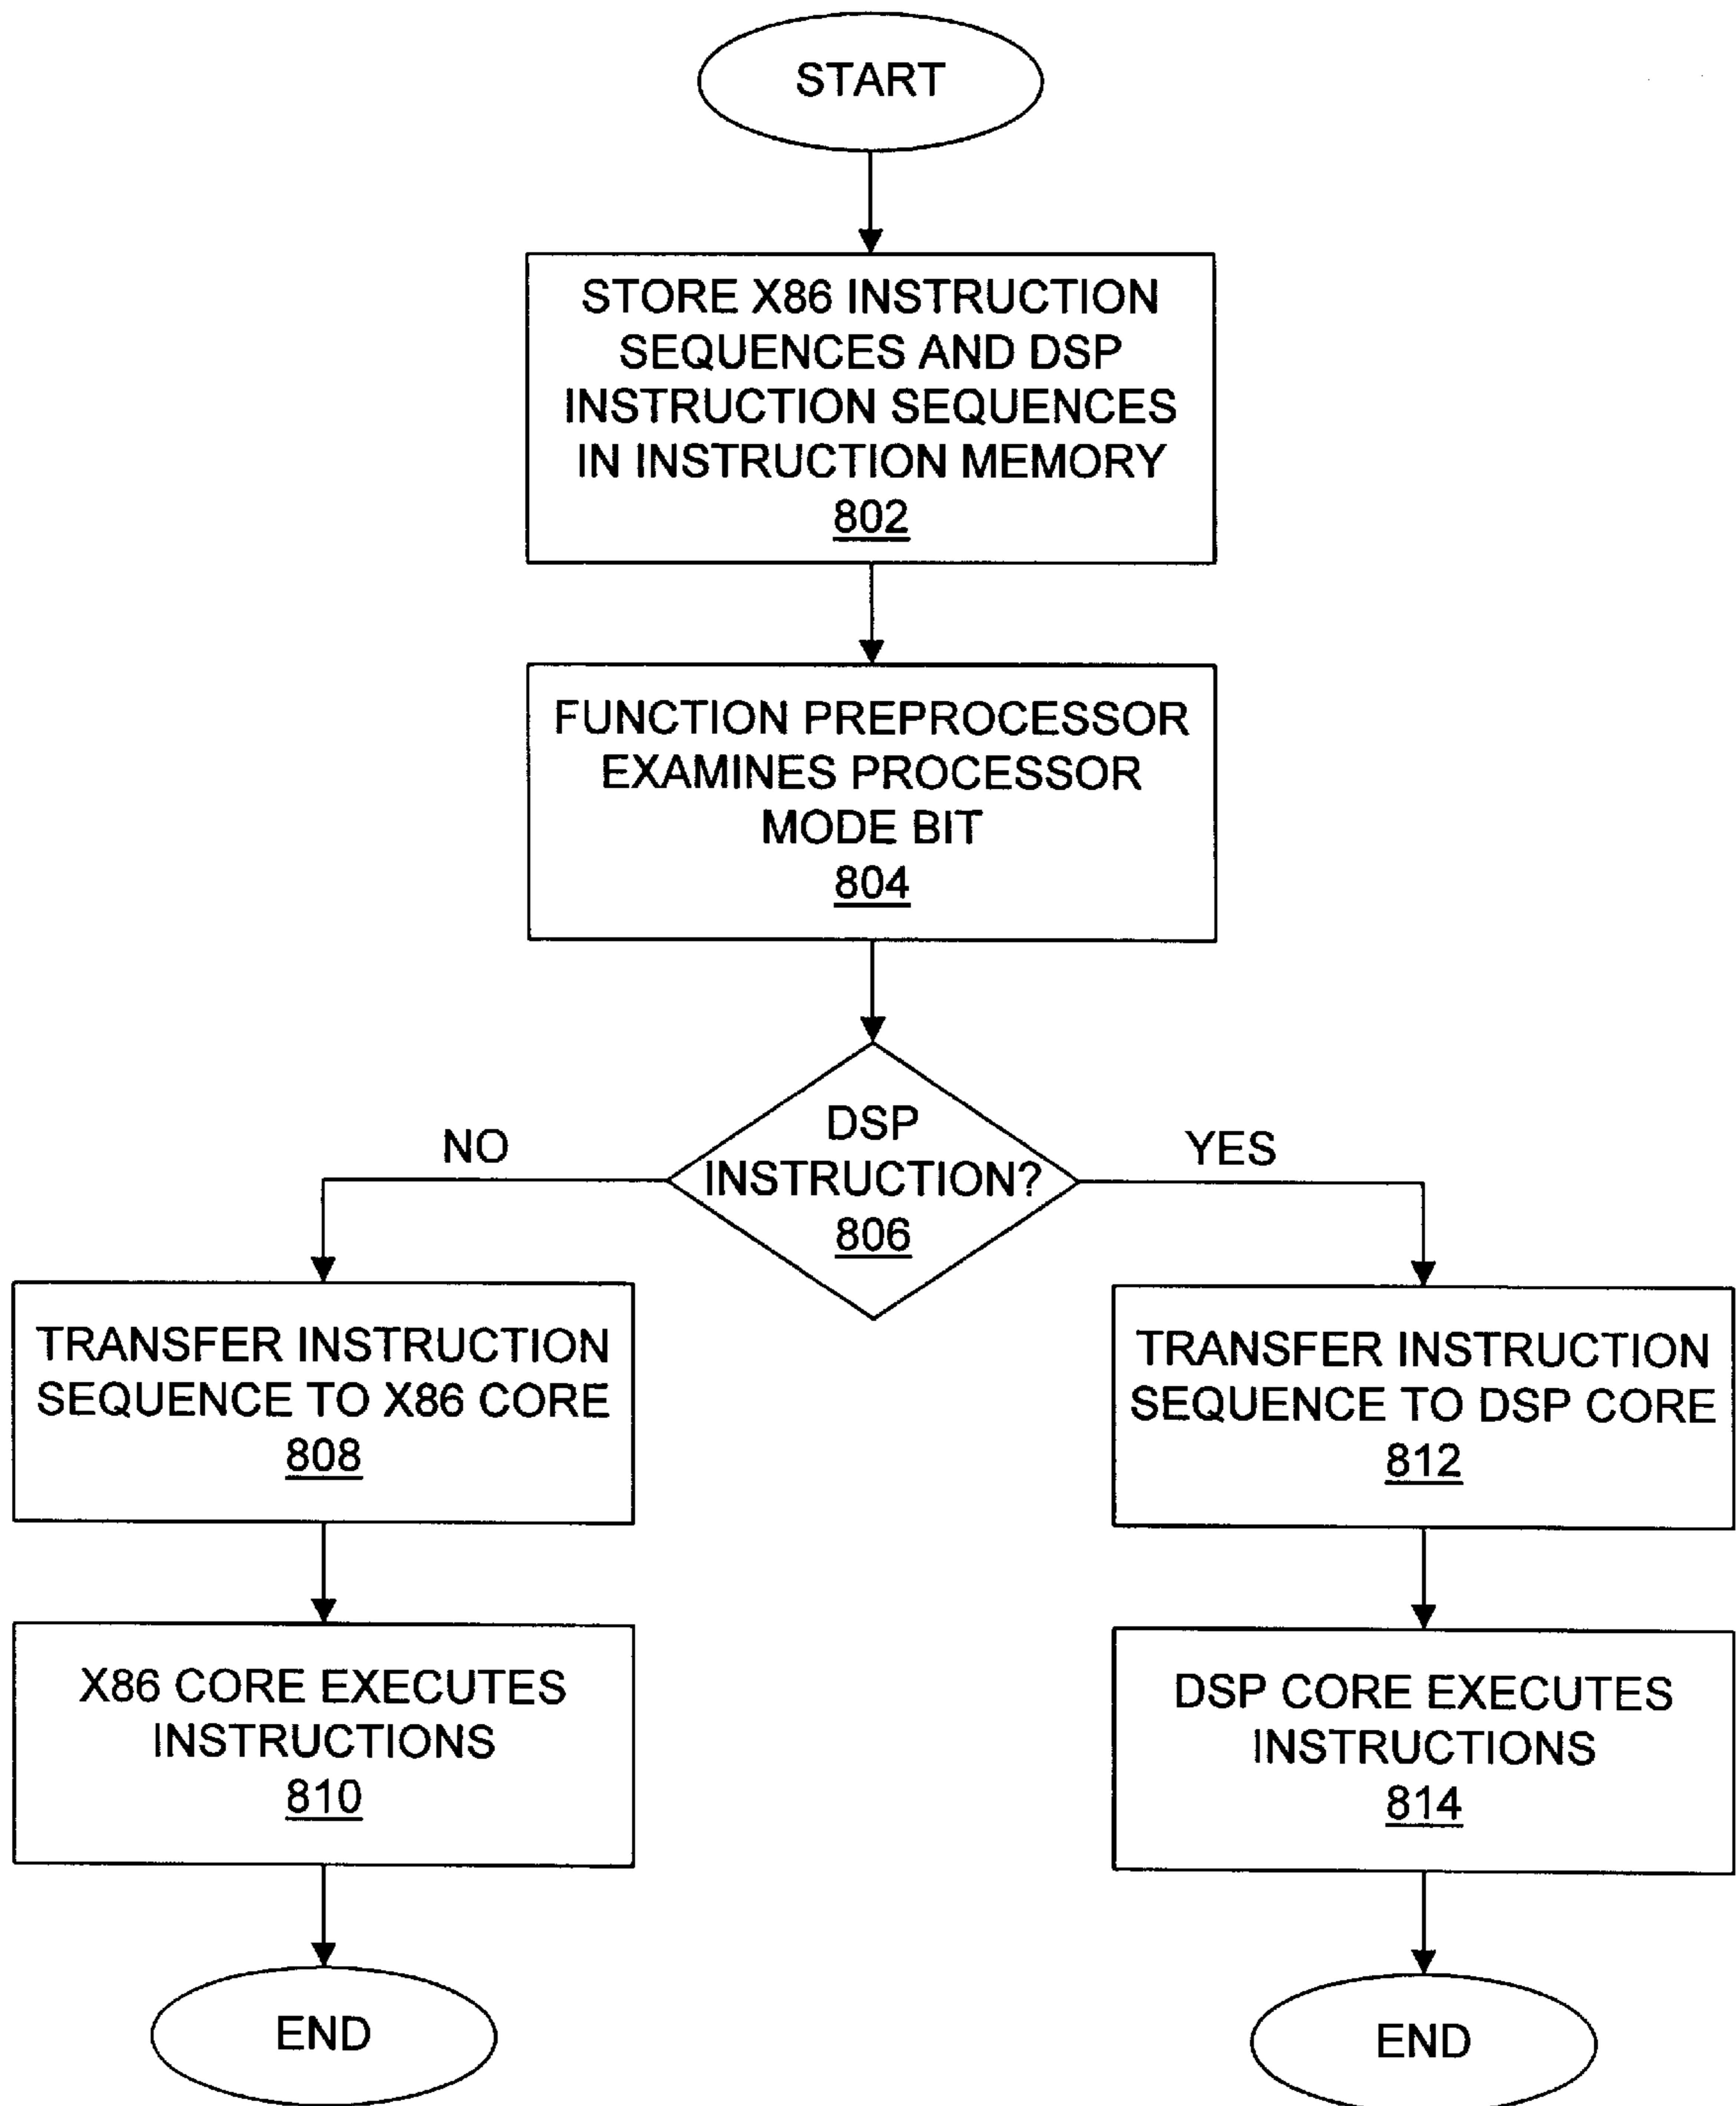 START
STORE X86 INSTRUCTION
SEQUENCES AND DSP
INSTRUCTION SEQUENCES
IN INSTRUCTION MEMORY
802
FUNCTION PREPROCESSOR
EXAMINES PROCESSOR
MODE BIT
804
DSP
INSTRUCTION?
806
NO
YES
TRANSFER INSTRUCTION
SEQUENCE TO X86 CORE
808
TRANSFER INSTRUCTION
SEQUENCE TO DSP CORE
812
X86 CORE EXECUTES
INSTRUCTIONS
810
DSP CORE EXECUTES
INSTRUCTIONS
814
END
END